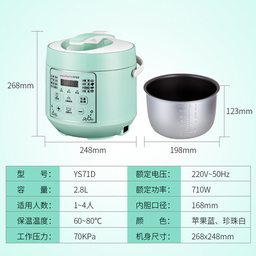 268mm
123mm
248mm
198mm
型 号: YS71D 额定电压: 220V~50Hz
容 量: 2.8L 额定功率: 710W
适用人数: 1~4人 内胆口径: 168mm
保温温度: 60~80℃ 颜 色: 苹果蓝、珍珠白
工作压力: 70KPa 机身尺寸: 268x248mm